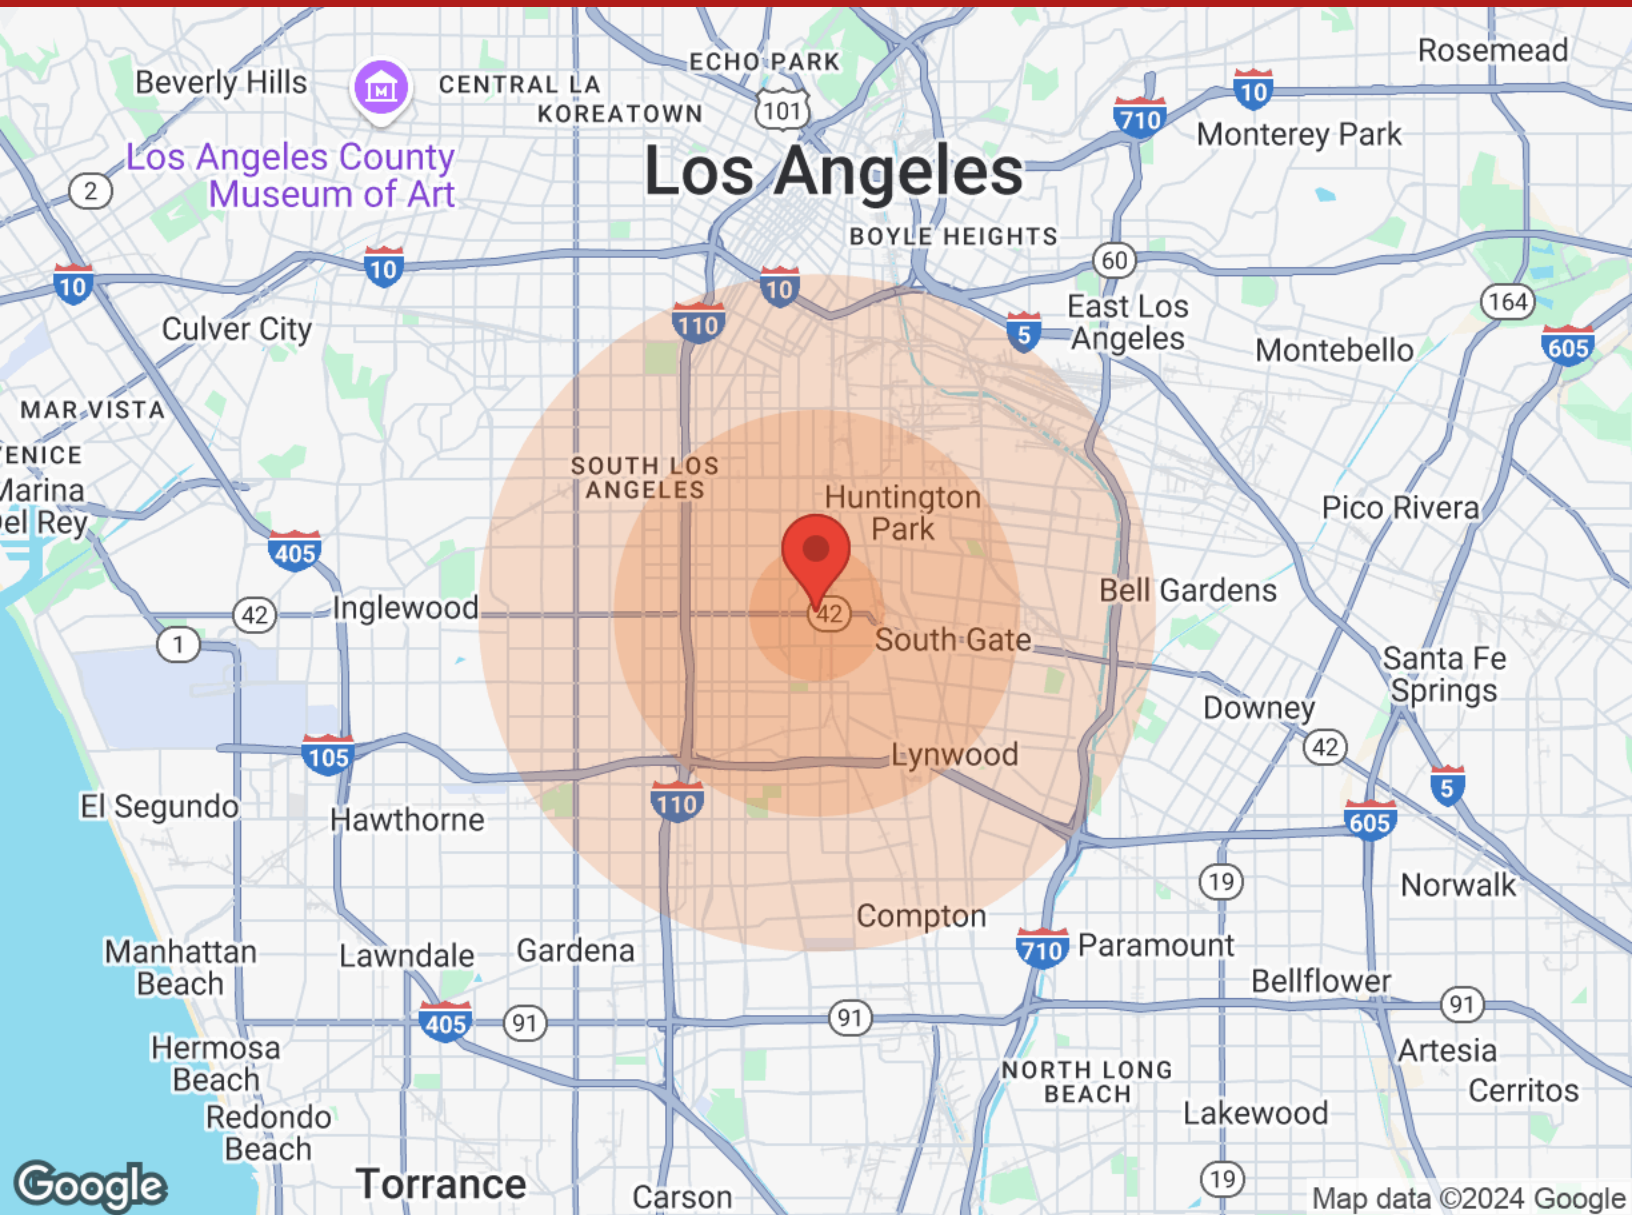 Rosemead
ECHO PARK
Beverly Hills
CENTRAL LA
10
KOREATOWN
101
710
Monterey Park
Los Angeles County
Museum of Art
Los Angeles
2
BOYLE HEIGHTS
60
10
10
10
East Los
Angeles
164
110
5
Culver City
605
Montebello
MAR VISTA
ENICE
SOUTH LOS
ANGELES
Marina
Del Rey
Huntington
Park
Pico Rivera
405
Bell Gardens
42
Inglewood
42
1
South Gate
Santa Fe
Springs
Downey
42
105
Lynwood
5
El Segundo
110
Hawthorne
605
19
Norwalk
Compton
Manhattan
Beach
Lawndale
Gardena
710
Paramount
Bellflower
91
405
91
91
Hermosa
Beach
Artesia
NORTH LONG
BEACH
Cerritos
Redondo
Beach
Lakewood
Torrance
19
Carson
Google
Map data ©2024 Google